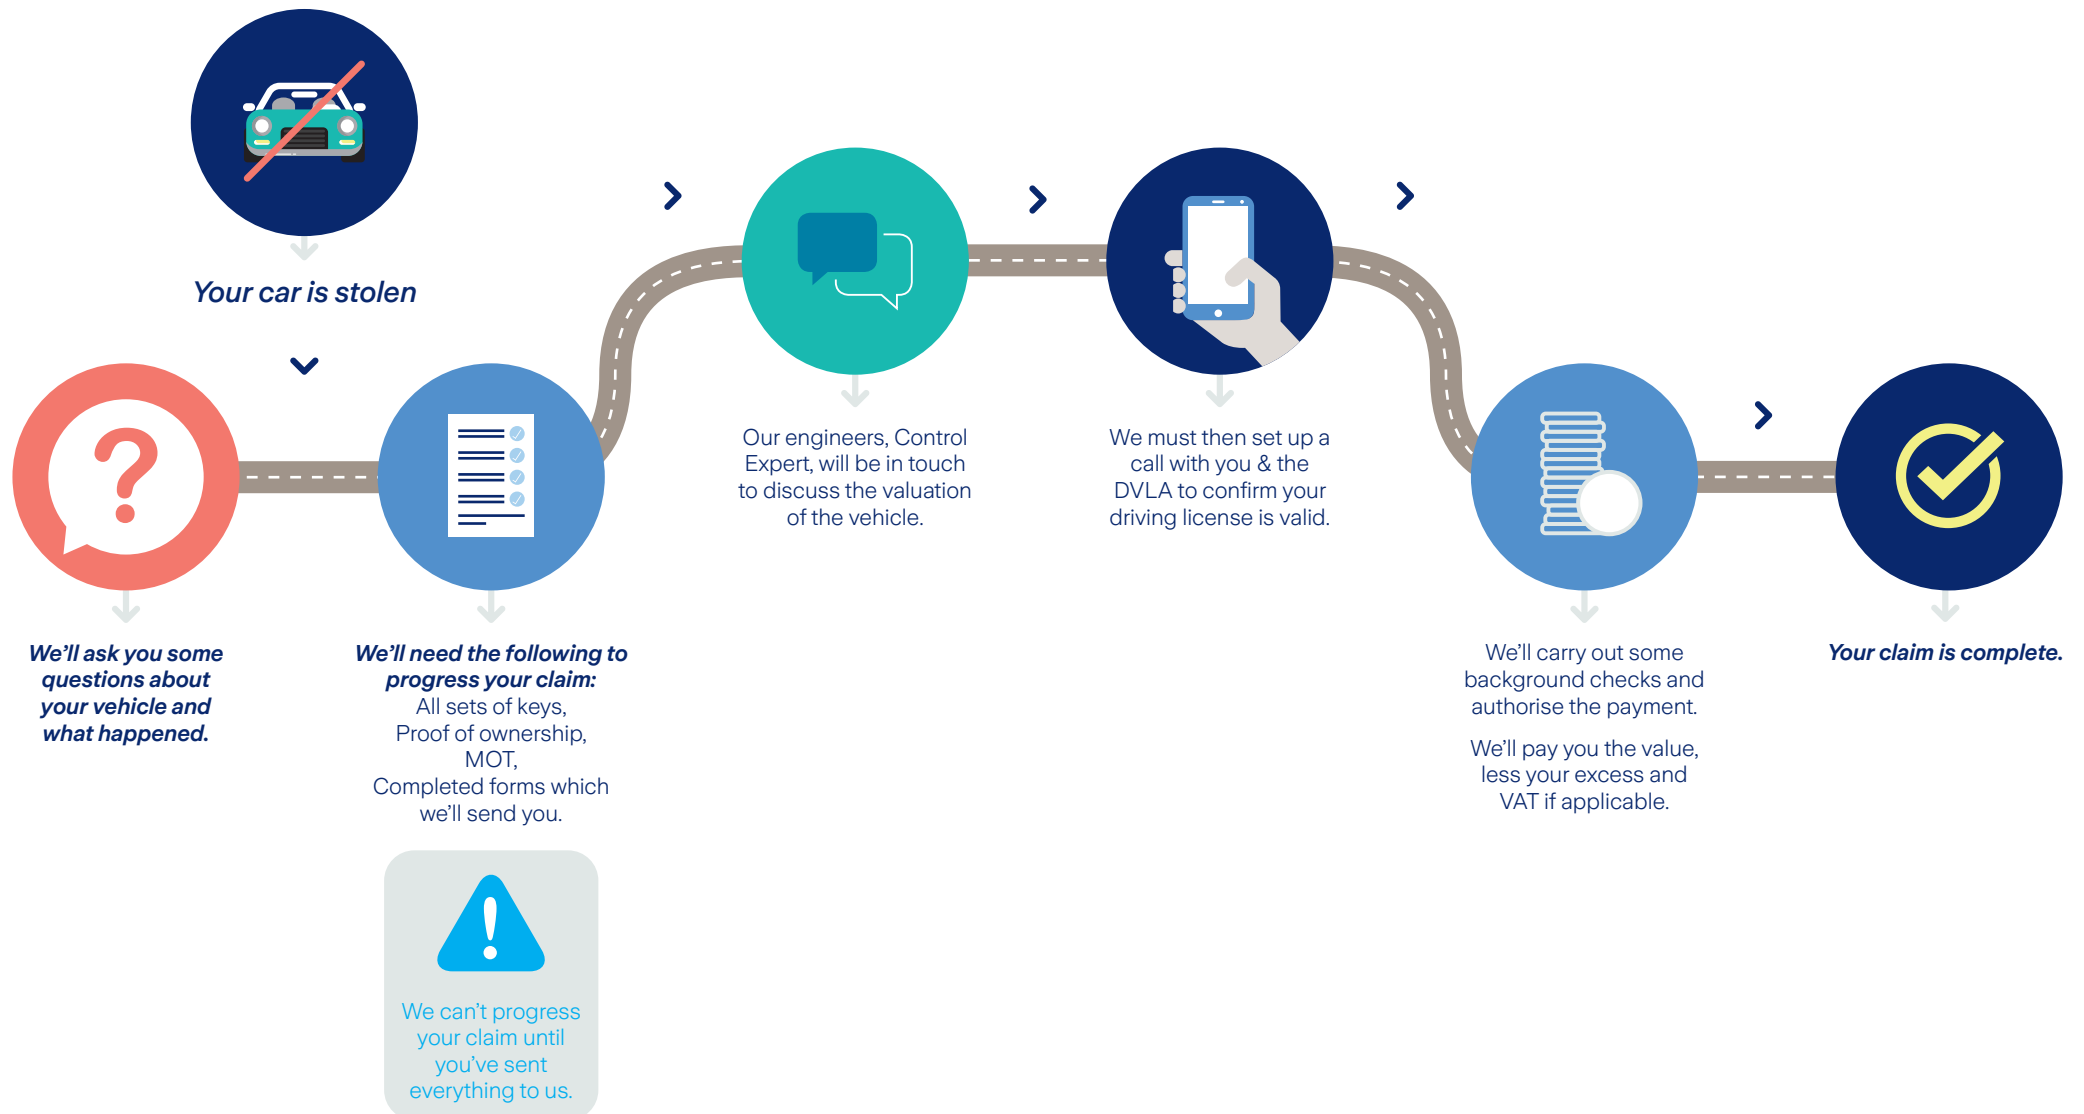 Your car is stolen
We'll ask you some
questions about
your vehicle and
what happened.
We'll need the following to
progress your claim:
All sets of keys,
Proof of ownership,
MOT,
Completed forms which
we'll send you.
We can't progress
your claim until
you've sent
everything to us.
Our engineers, Control
Expert, will be in touch
to discuss the valuation
of the vehicle.
We must then set up a
call with you & the
DVLA to confirm your
driving license is valid.
We'll carry out some
background checks and
authorise the payment.
We'll pay you the value,
less your excess and
VAT if applicable.
Your claim is complete.